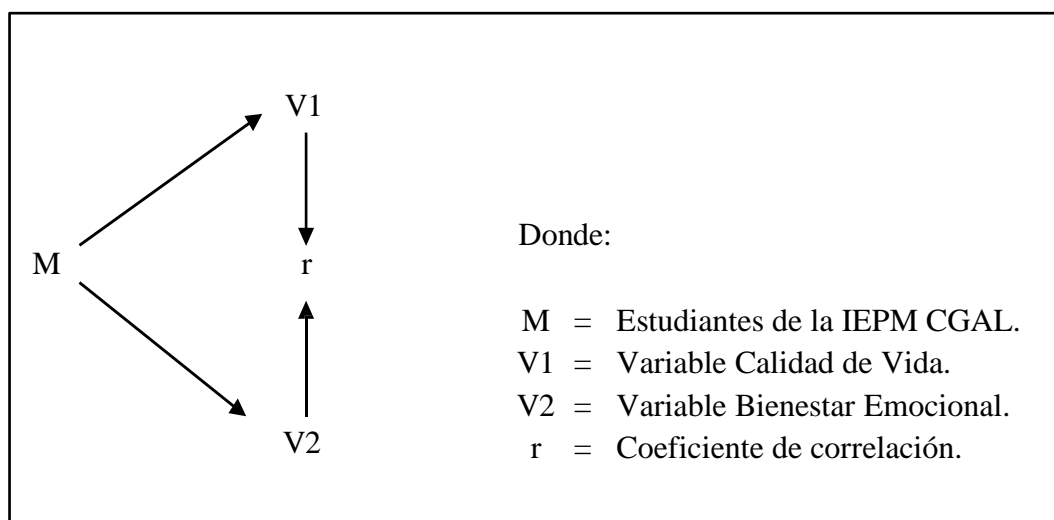 V1
M
r
V2
Donde:
M = Estudiantes de la IEPM CGAL.
V1 = Variable Calidad de Vida.
V2 = Variable Bienestar Emocional.
r = Coeficiente de correlación.